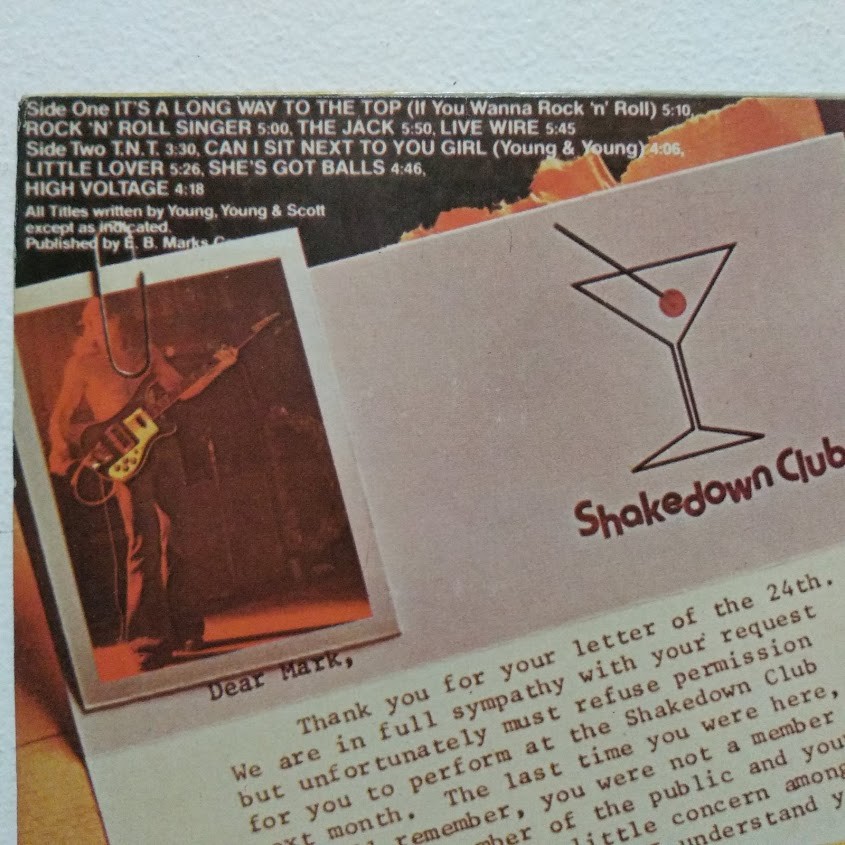 Side One IT'S A LONG WAY TO THE TOP (If You Wanna Rock 'n' Roll) 5:10,
ROCK 'N' ROLL SINGER 5:00, THE JACK 5:50, LIVE WIRE 5:45
Side Two T.N.T. 3:30, CAN I SIT NEXT TO YOU GIRL (Young & Young) 4:06,
LITTLE LOVER 5:26, SHE'S GOT BALLS 4:46,
HIGH VOLTAGE 4:18
All Titles written by Young, Young & Scott
except as indicated.
Published by E. B. Marks
Shakedown Club
Dear Mark,
Thank you for your letter of the 24th.
We are in full sympathy with your request
but unfortunately must refuse permission
for you to perform at the Shakedown Club
month. The last time you were here,
remember, you were not a member
of the public and
little concern
understand